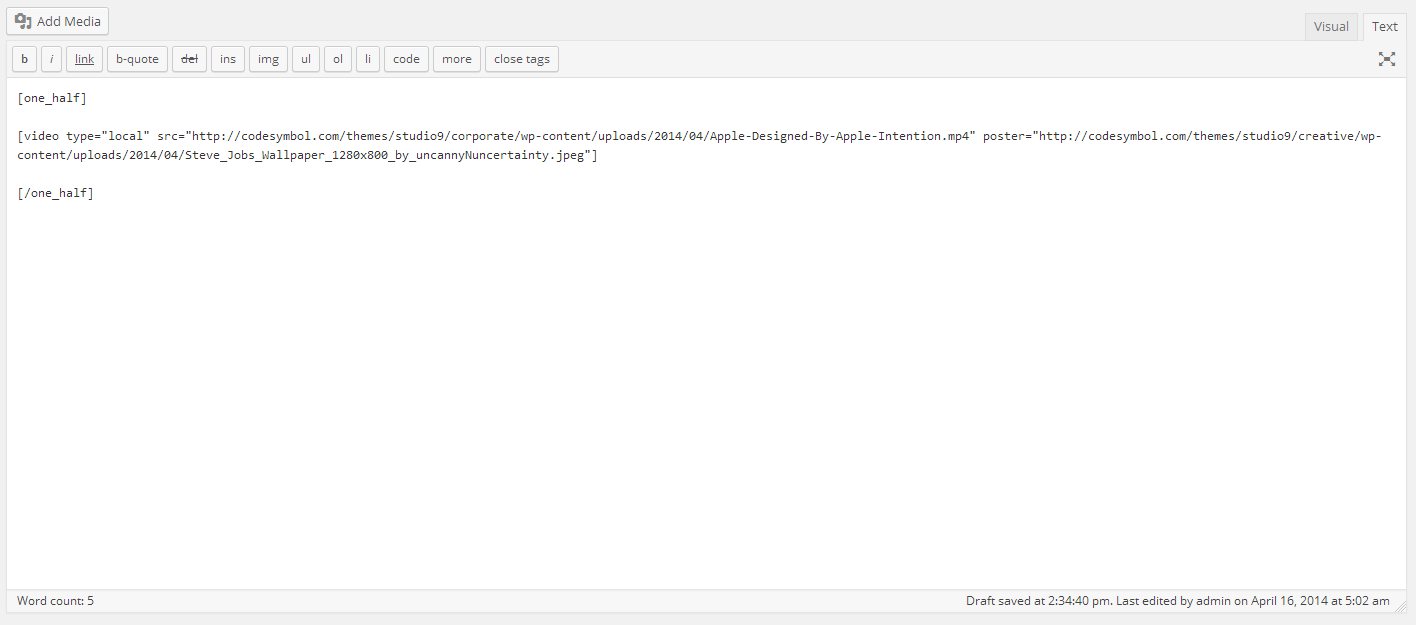 Add Media
Visual Text
b i link b-quote del ins img ul ol li code more close tags
[one_half]
[video type="local" src="http://codesymbol.com/themes/studio9/corporate/wp-content/uploads/2014/04/Apple-Designed-By-Apple-Intention.mp4" poster="http://codesymbol.com/themes/studio9/creative/wp-
content/uploads/2014/04/Steve_Jobs_Wallpaper_1280x800_by_uncannyNuncertainty.jpeg"]
[/one_half]
Word count: 5 Draft saved at 2:34:40 pm. Last edited by admin on April 16, 2014 at 5:02 am